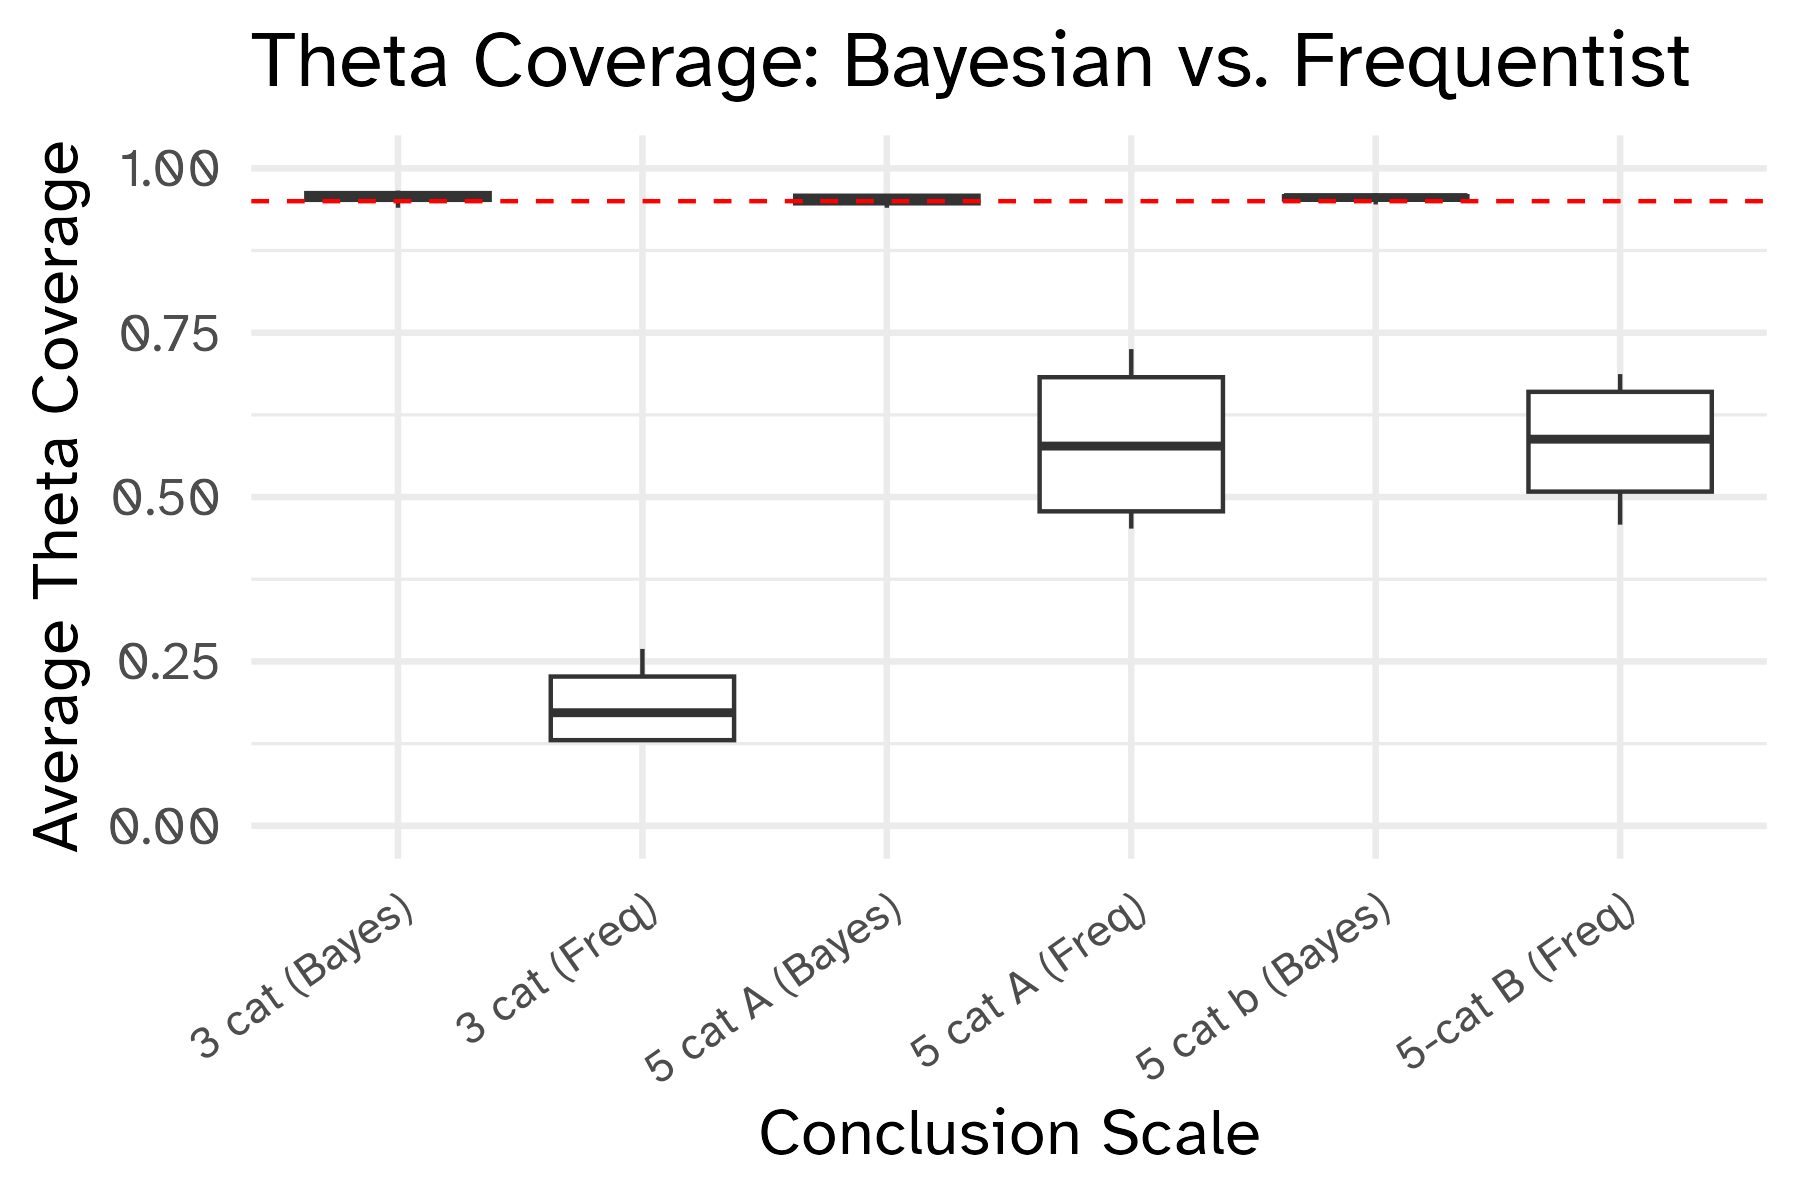 Theta Coverage: Bayesian vs. Frequentist
Average Theta Coverage
1.00
0.75
0.50
0.25
0.00
3 cat (Bayes)
3 cat (Freq)
5 cat A (Bayes)
5 cat A (Freq)
5 cat b (Bayes)
5-cat B (Freq)
Conclusion Scale